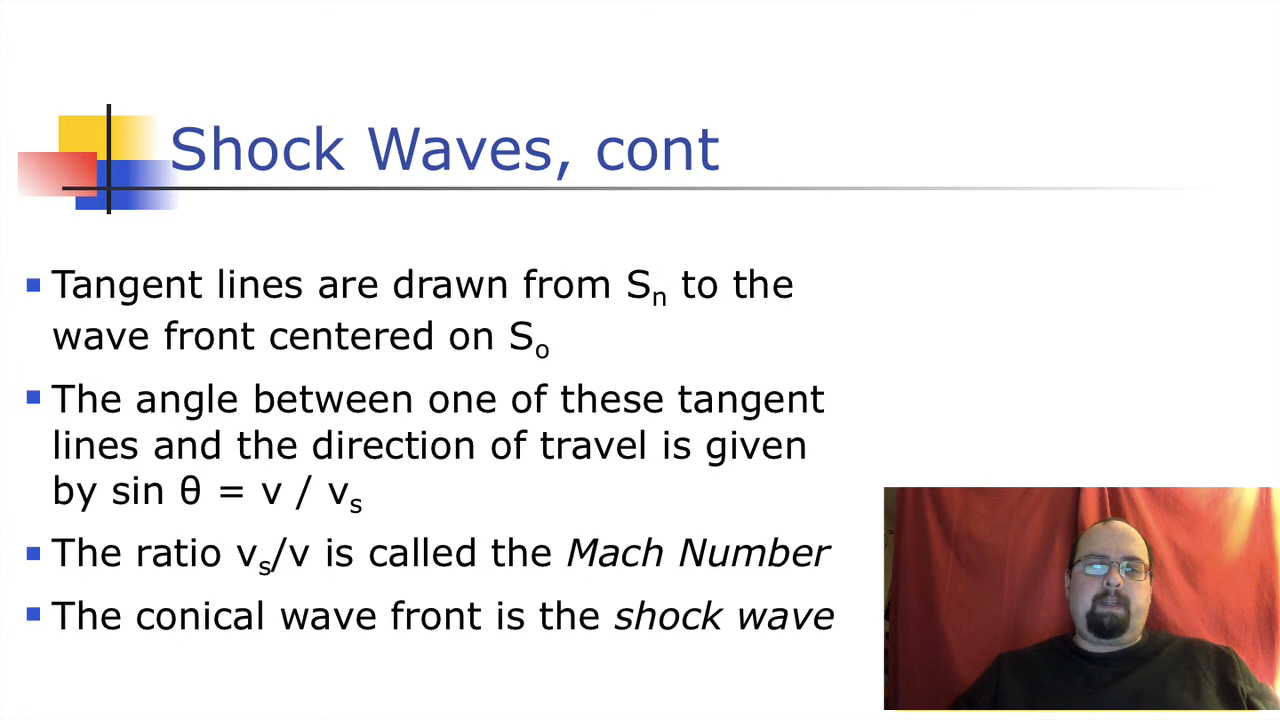 Shock Waves, cont
Tangent lines are drawn from Sₙ to the
wave front centered on Sₒ
The angle between one of these tangent
lines and the direction of travel is given
by sin θ = v / vₛ
The ratio vₛ/v is called the Mach Number
The conical wave front is the shock wave